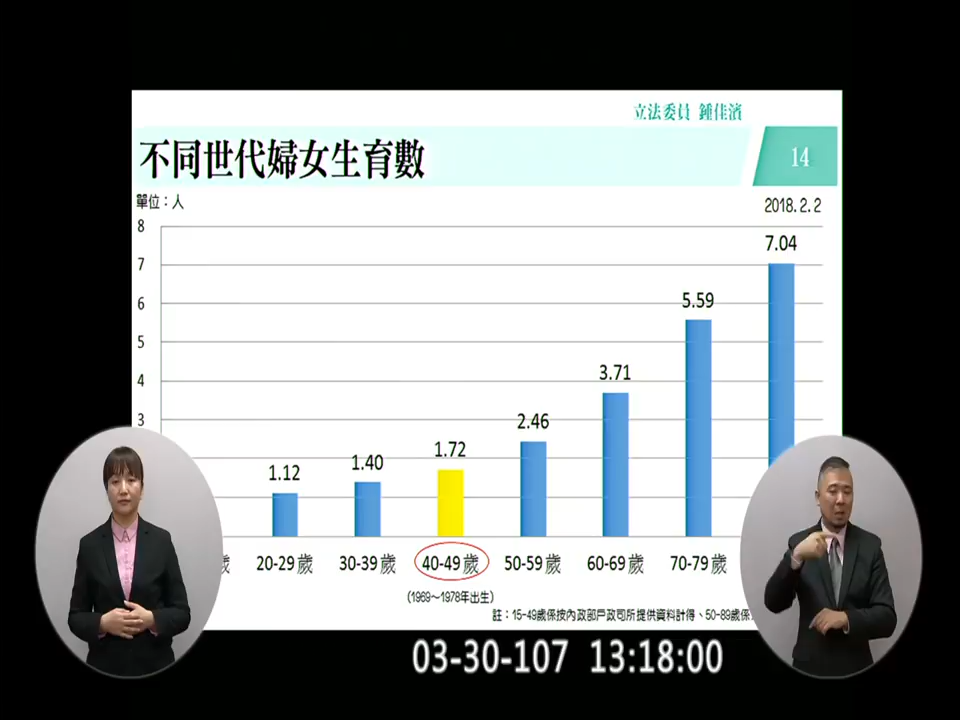 立法委員 鍾佳濱
不同世代婦女生育數
14
單位：人
2018.2.2
8
7
6
5
4
3
7.04
5.59
3.71
2.46
1.72
1.40
1.12
歲 20-29歲 30-39歲 40-49歲 50-59歲 60-69歲 70-79歲
(1969～1978年出生)
註：15-49歲係按內政部戶政司所提供資料計得、50-89歲係
03-30-107 13:18:00